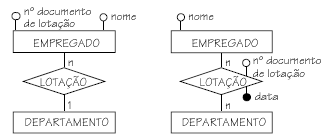 nº documento
de lotação
nome
EMPREGADO
n
LOTAÇÃO
1
DEPARTAMENTO
nome
EMPREGADO
n
nº documento
de lotação
LOTAÇÃO
data
n
DEPARTAMENTO